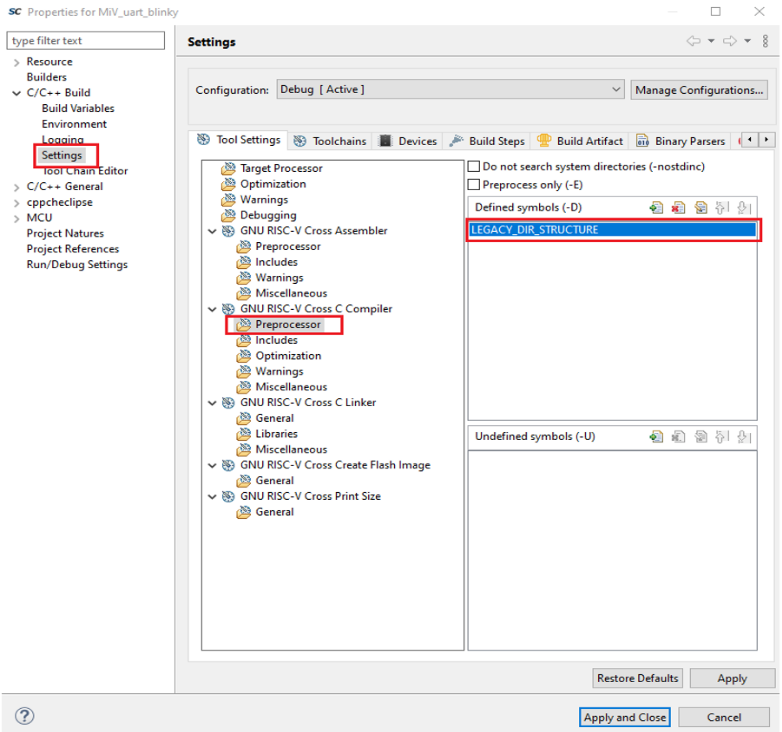 SC Properties for MiV_uart_blinky
type filter text
Resource
Builders
C/C++ Build
Build Variables
Environment
Logging
Settings
Tool Chain Editor
C/C++ General
cppcheclipse
MCU
Project Natures
Project References
Run/Debug Settings
Settings
Configuration: Debug [ Active ] Manage Configurations...
Tool Settings Toolchains Devices Build Steps Build Artifact Binary Parsers
Target Processor
Optimization
Warnings
Debugging
GNU RISC-V Cross Assembler
Preprocessor
Includes
Warnings
Miscellaneous
GNU RISC-V Cross C Compiler
Preprocessor
Includes
Optimization
Warnings
Miscellaneous
GNU RISC-V Cross C Linker
General
Libraries
Miscellaneous
GNU RISC-V Cross Create Flash Image
General
GNU RISC-V Cross Print Size
General
Do not search system directories (-nostdinc)
Preprocess only (-E)
Defined symbols (-D)
LEGACY_DIR_STRUCTURE
Undefined symbols (-U)
Restore Defaults Apply
? Apply and Close Cancel